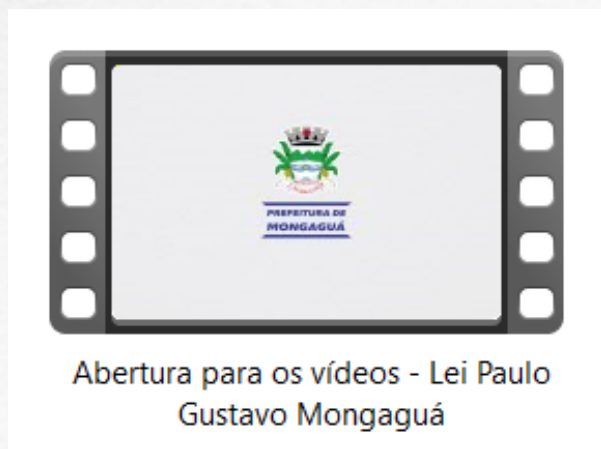 PREFEITURA DE
MONGAGUÁ
Abertura para os vídeos - Lei Paulo
Gustavo Mongaguá